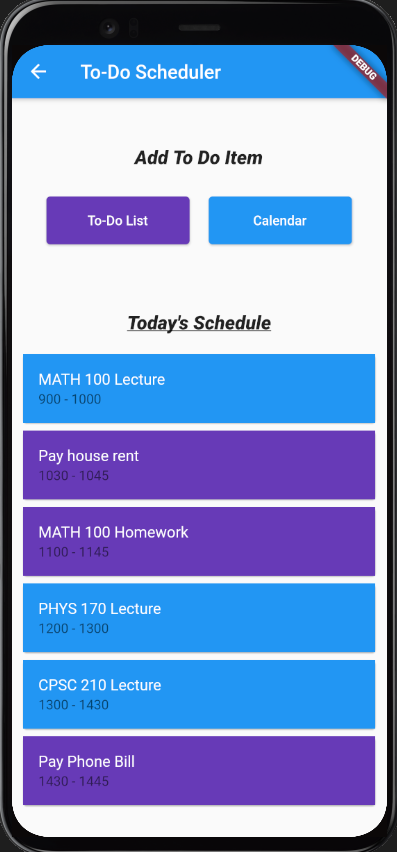 To-Do Scheduler
DEBUG
Add To Do Item
To-Do List
Calendar
Today's Schedule
MATH 100 Lecture
900 - 1000
Pay house rent
1030 - 1045
MATH 100 Homework
1100 - 1145
PHYS 170 Lecture
1200 - 1300
CPSC 210 Lecture
1300 - 1430
Pay Phone Bill
1430 - 1445